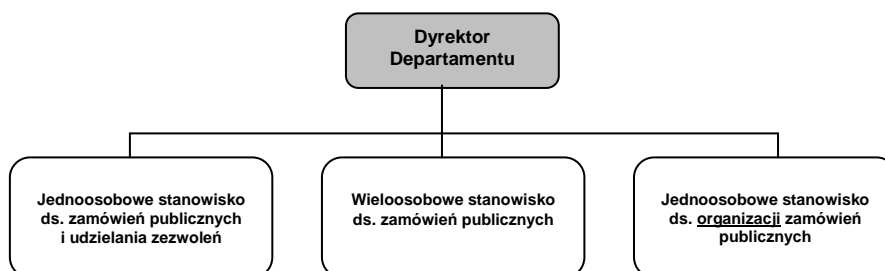 Dyrektor
Departamentu
Jednoosobowe stanowisko
ds. zamówień publicznych
i udzielania zezwoleń
Wieloosobowe stanowisko
ds. zamówień publicznych
Jednoosobowe stanowisko
ds. organizacji zamówień
publicznych